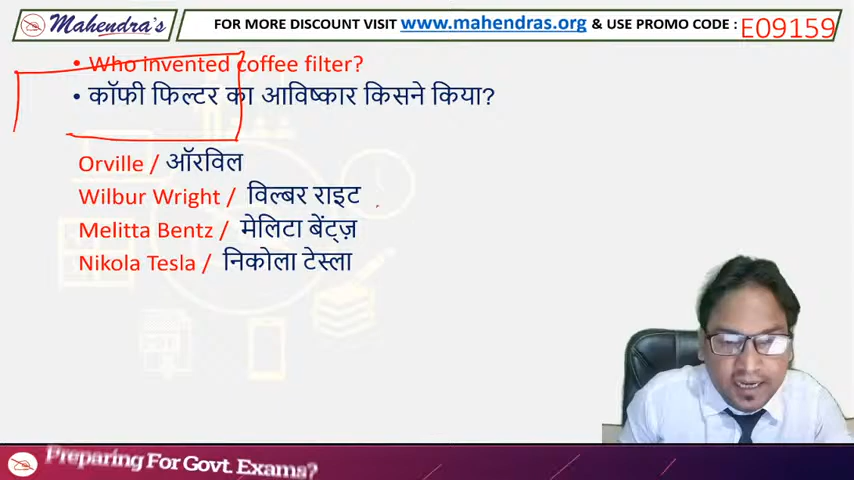 Mahendra's
FOR MORE DISCOUNT VISIT www.mahendras.org & USE PROMO CODE : E09159
• Who invented coffee filter?
• कॉफी फिल्टर का आविष्कार किसने किया?
Orville / ऑरविल
Wilbur Wright / विल्बर राइट
Melitta Bentz / मेलिटा बेंट्ज़
Nikola Tesla / निकोला टेस्ला
Preparing For Govt. Exams?